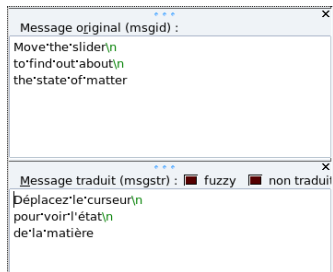 Message original (msgid) :
Move·the·slider\n
to·find·out·about\n
the·state·of·matter
Message traduit (msgstr) : fuzzy non traduit
Déplacez·le·curseur\n
pour·voir·l'état\n
de·la·matière